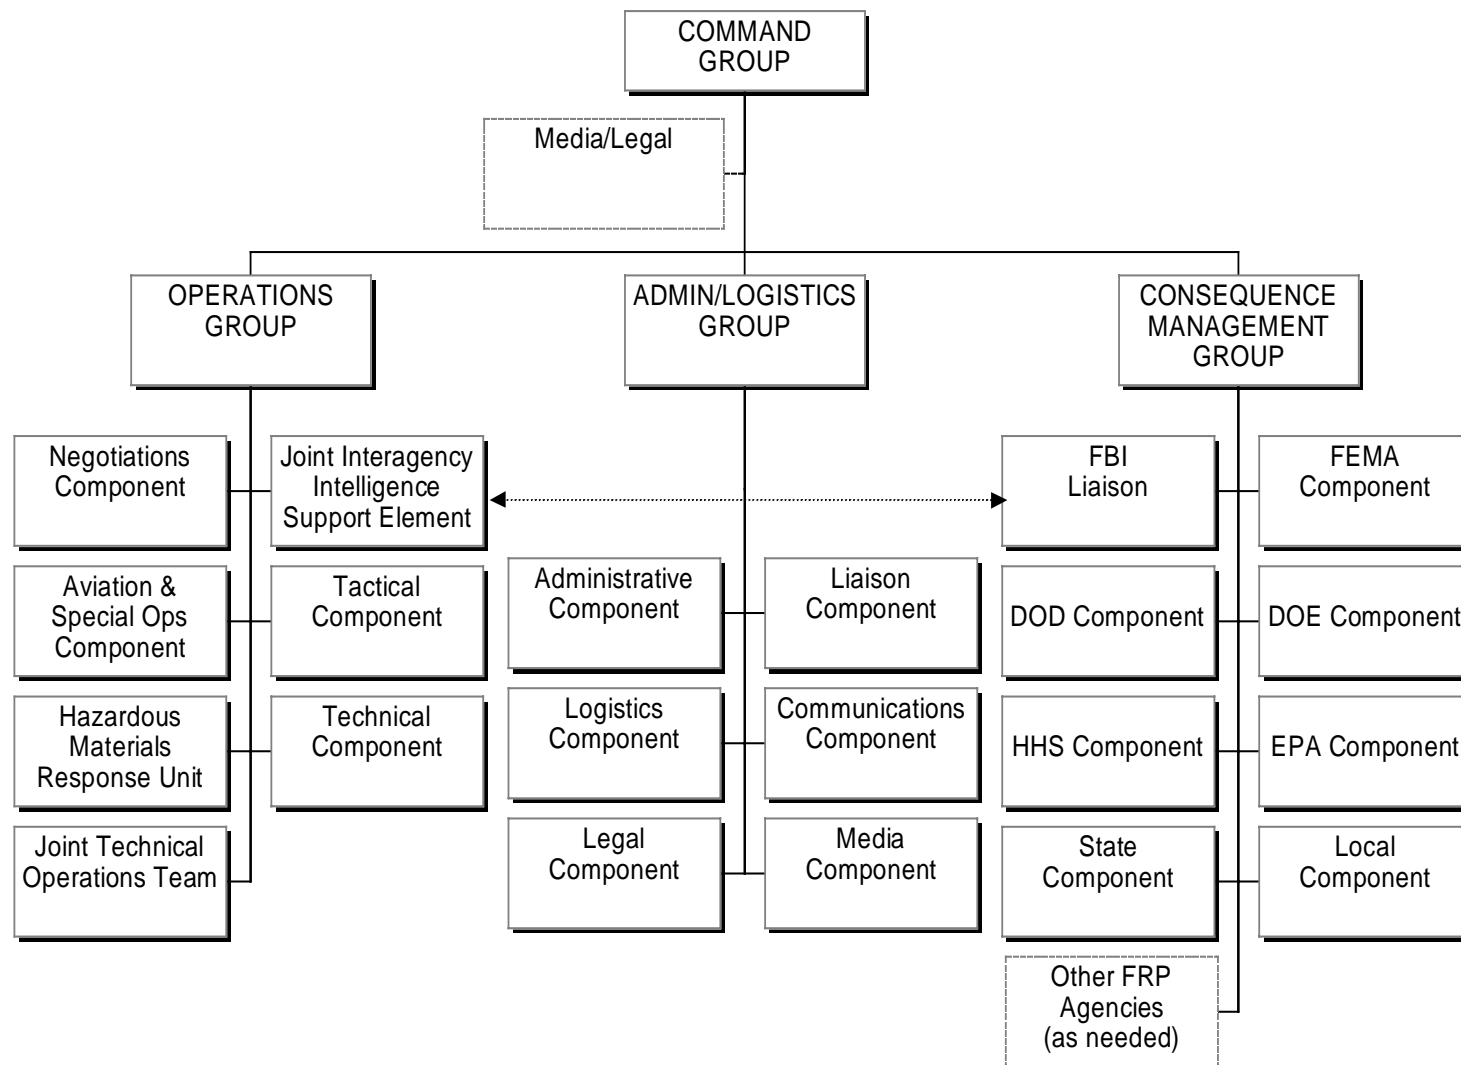 COMMAND
GROUP
Media/Legal
OPERATIONS
GROUP
ADMIN/LOGISTICS
GROUP
CONSEQUENCE
MANAGEMENT
GROUP
Negotiations
Component
Joint Interagency
Intelligence
Support Element
FBI
Liaison
FEMA
Component
Aviation &
Special Ops
Component
Tactical
Component
Administrative
Component
Liaison
Component
DOD Component
DOE Component
Hazardous
Materials
Response Unit
Technical
Component
Logistics
Component
Communications
Component
HHS Component
EPA Component
Joint Technical
Operations Team
Legal
Component
Media
Component
State
Component
Local
Component
Other FRP
Agencies
(as needed)